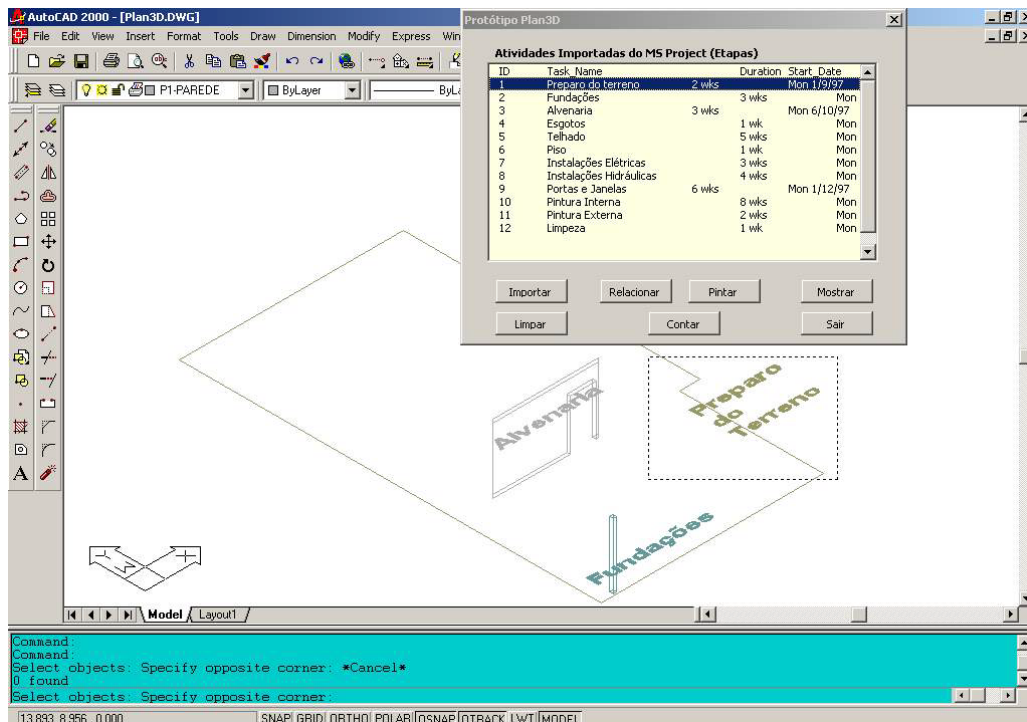 AutoCAD 2000 - [Plan3D.DWG]
File Edit View Insert Format Tools Draw Dimension Modify Express Win
P1-PAREDE ByLayer ByLa
Protótipo Plan3D
Atividades Importadas do MS Project (Etapas)
ID Task_Name Duration Start_Date
1 Preparo do terreno 2 wks Mon 1/9/97
2 Fundações 3 wks Mon
3 Alvenaria 3 wks Mon 6/10/97
4 Esgotos 1 wk Mon
5 Telhado 5 wks Mon
6 Piso 1 wk Mon
7 Instalações Elétricas 3 wks Mon
8 Instalações Hidráulicas 4 wks Mon
9 Portas e Janelas 6 wks Mon 1/12/97
10 Pintura Interna 8 wks Mon
11 Pintura Externa 2 wks Mon
12 Limpeza 1 wk Mon
Importar Relacionar Pintar Mostrar
Limpar Contar Sair
Alvenaria
Preparo
do
Terreno
Fundações
Model Layout1
Command:
Command:
Select objects: Specify opposite corner: *Cancel*
0 found
Select objects: Specify opposite corner:
13.893, 8.956, 0.000 SNAP GRID ORTHO POLAR OSNAP OTRACK LWT MODEL